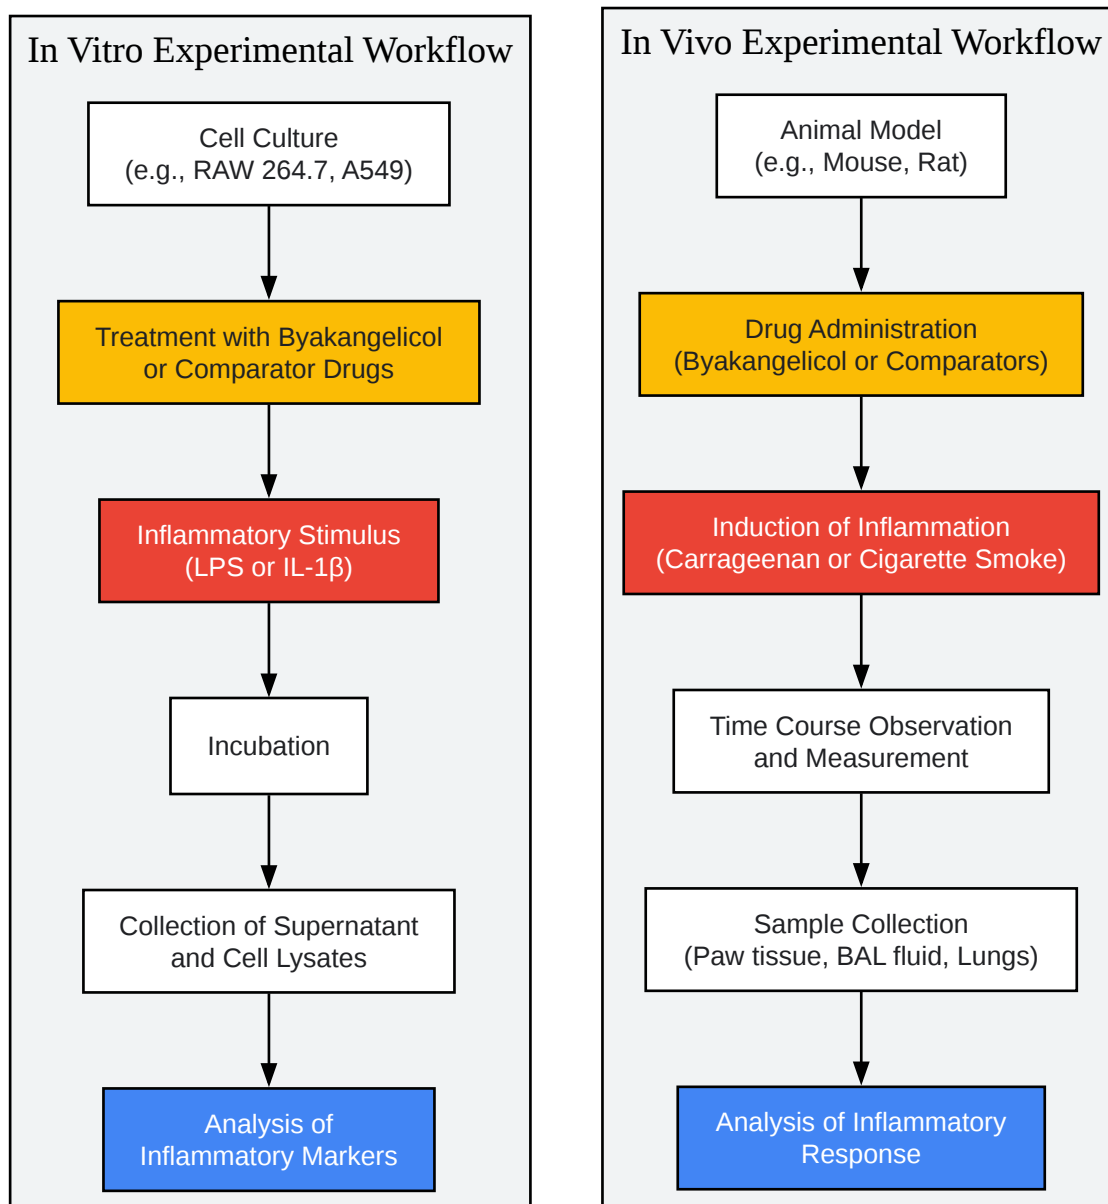 In Vitro Experimental Workflow
Cell Culture
(e.g., RAW 264.7, A549)
Treatment with Byakangelicol
or Comparator Drugs
Inflammatory Stimulus
(LPS or IL-1β)
Incubation
Collection of Supernatant
and Cell Lysates
Analysis of
Inflammatory Markers
In Vivo Experimental Workflow
Animal Model
(e.g., Mouse, Rat)
Drug Administration
(Byakangelicol or Comparators)
Induction of Inflammation
(Carrageenan or Cigarette Smoke)
Time Course Observation
and Measurement
Sample Collection
(Paw tissue, BAL fluid, Lungs)
Analysis of Inflammatory
Response